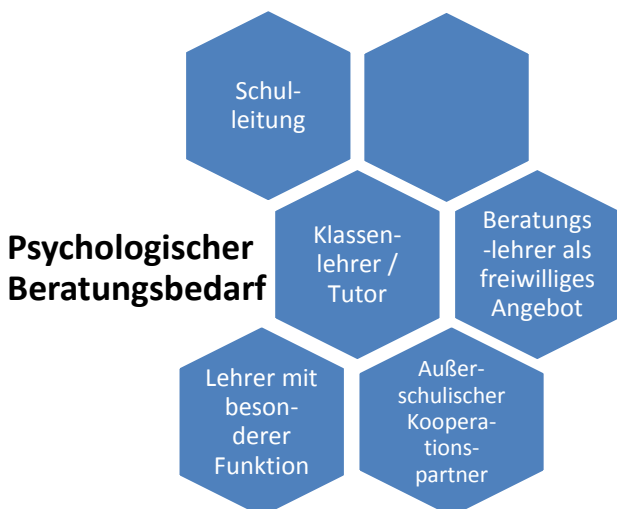 Schul-
leitung
Psychologischer
Beratungsbedarf
Klassen-
lehrer /
Tutor
Beratungs
-lehrer als
freiwilliges
Angebot
Lehrer mit
beson-
derer
Funktion
Außer-
schulischer
Koopera-
tions-
partner